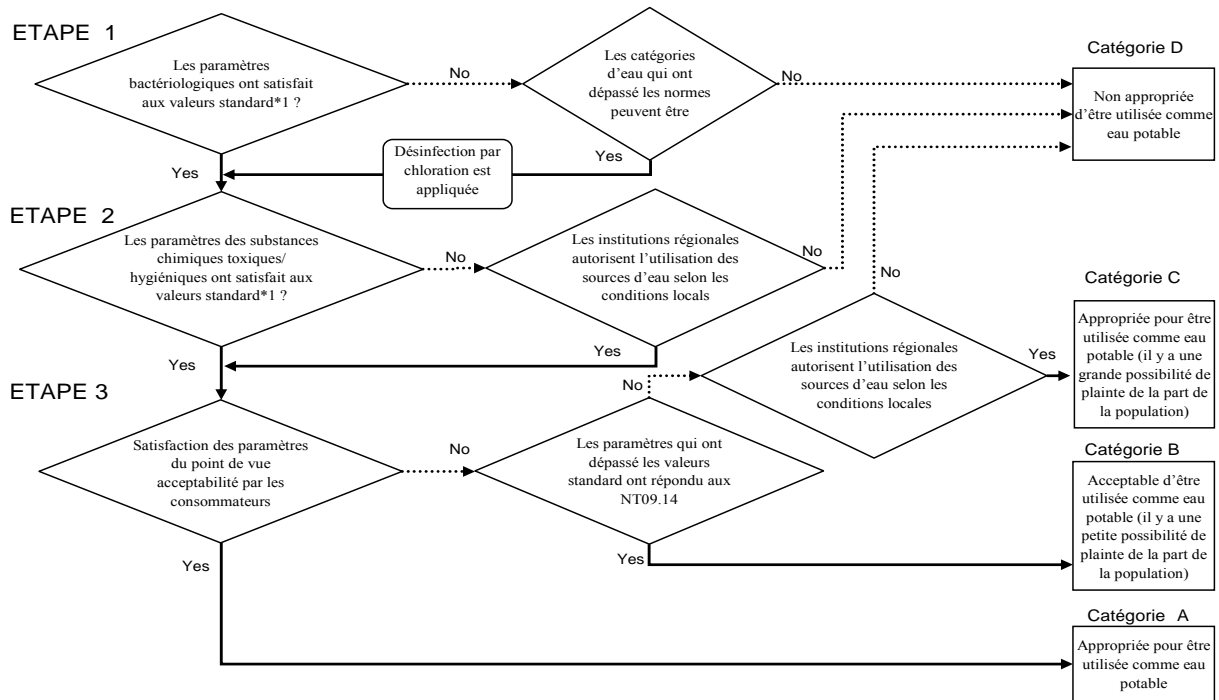 ETAPE 1
Les paramètres
bactériologiques ont satisfait
aux valeurs standard*1 ?
No
Les catégories
d'eau qui ont
dépassé les normes
peuvent être
No
Catégorie D
Non appropriée
d'être utilisée comme
eau potable
Yes
Désinfection par
chloration est
appliquée
Yes
ETAPE 2
Les paramètres des substances
chimiques toxiques/
hygiéniques ont satisfait aux
valeurs standard*1 ?
No
Les institutions régionales
autorisent l'utilisation des
sources d'eau selon les
conditions locals
No
No
Yes
Yes
Catégorie C
Appropriée pour être
utilisée comme eau
potable (il y a une
grande possibilité de
plainte de la part de
la population)
Les institutions régionales
autorisent l'utilisation des
sources d'eau selon les
conditions locales
Yes
No
ETAPE 3
Satisfaction des paramètres
du point de vue
acceptabilité par les
consommateurs
No
Les paramètres qui ont
dépassé les valeurs
standard ont répondu aux
NT09.14
Catégorie B
Acceptable d'être
utilisée comme eau
potable (il y a une
petite possibilité de
plainte de la part de
la population)
Yes
Yes
Catégorie A
Appropriée pour être
utilisée comme eau
potable